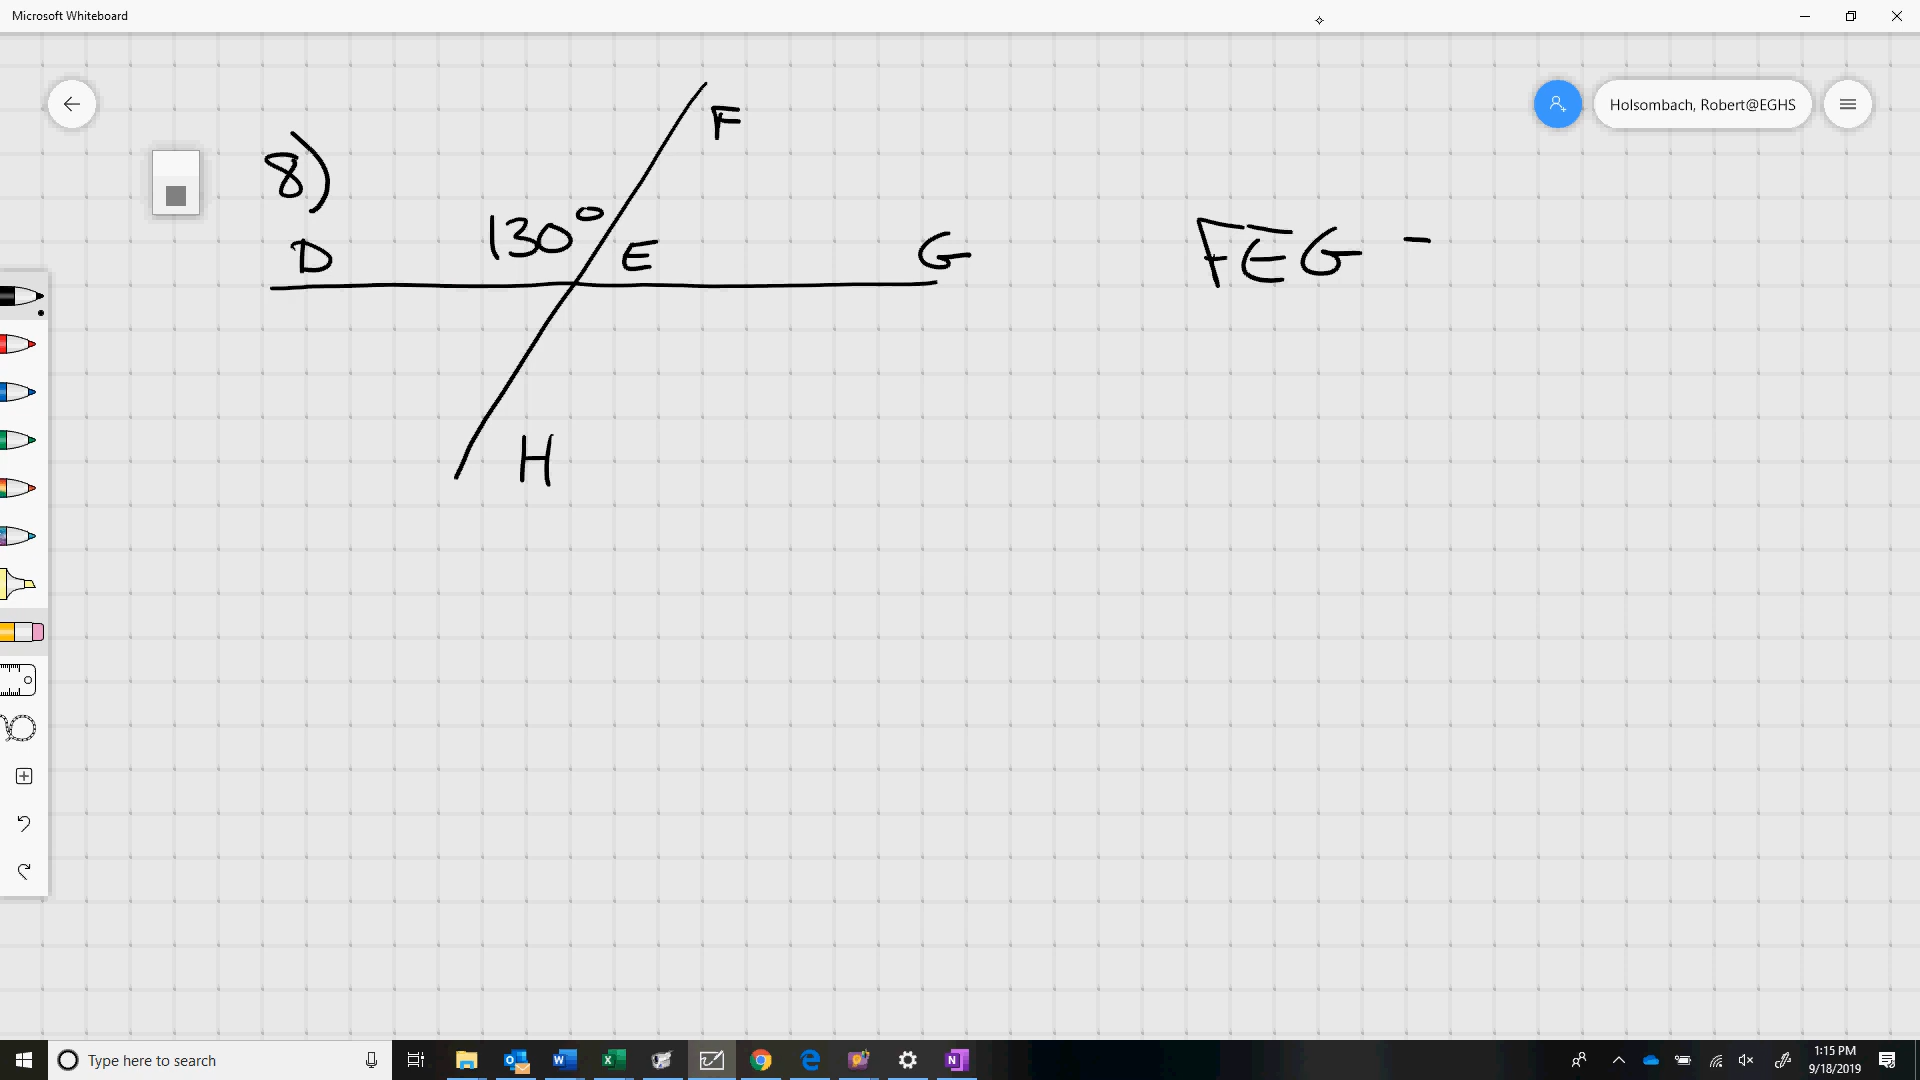 Microsoft Whiteboard
Holsombach, Robert@EGHS
F
8)
130°
D
E
G
FEG -
H
Type here to search
1:15 PM
9/18/2019